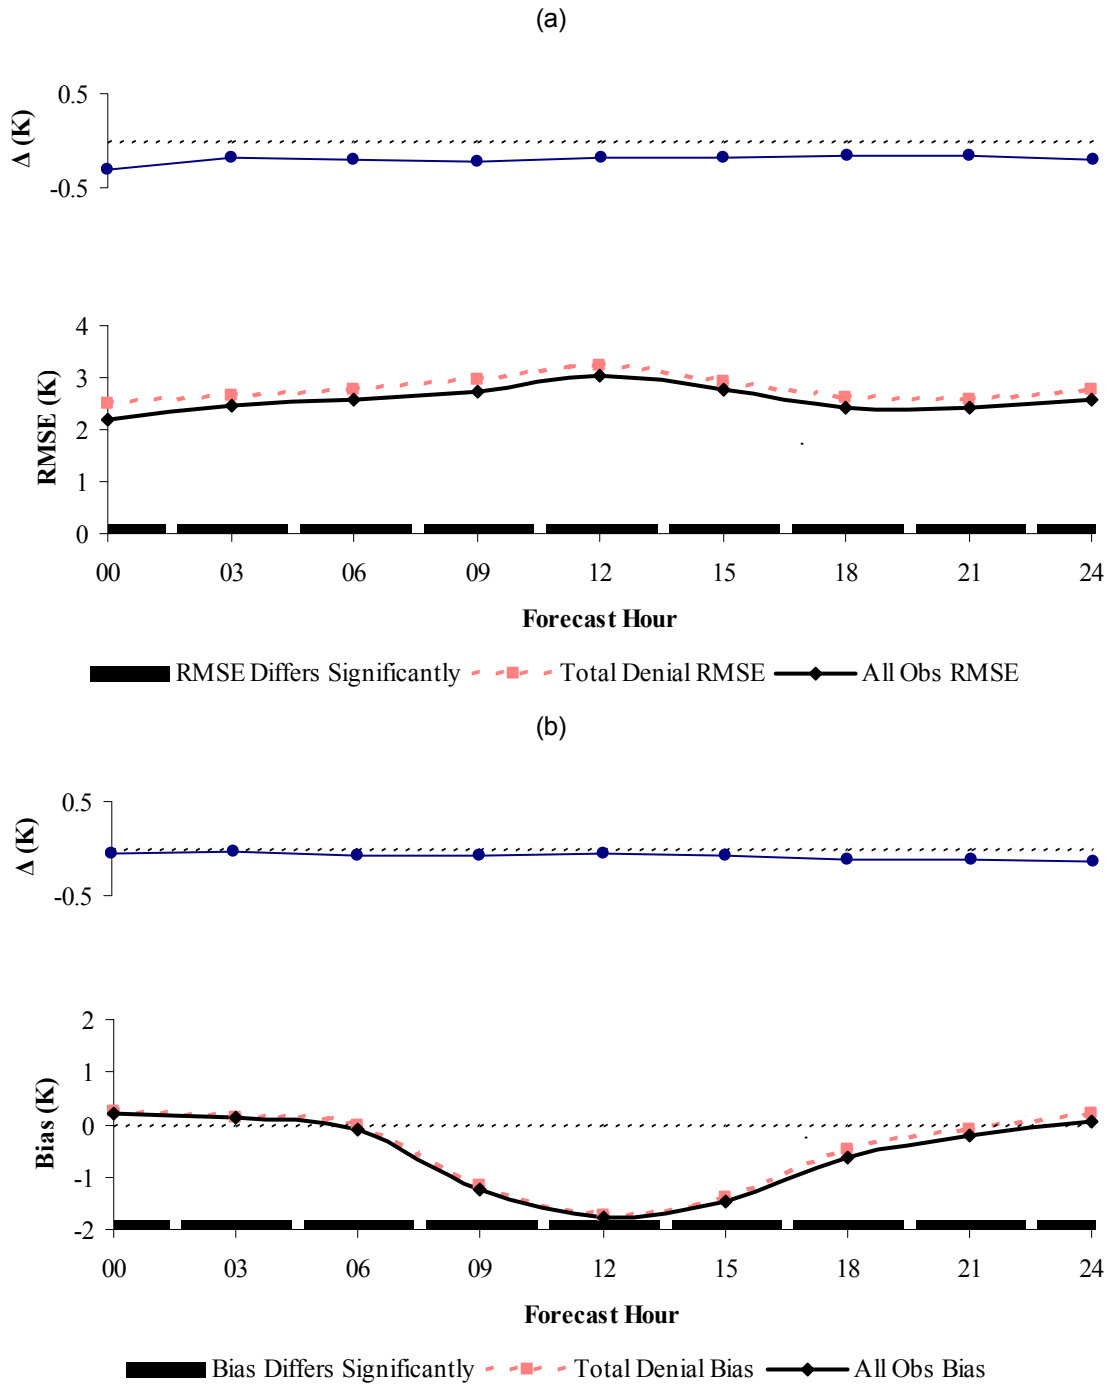 (a)
0.5
-0.5
Δ (K)
4
3
2
1
0
RMSE (K)
00 03 06 09 12 15 18 21 24
Forecast Hour
RMSE Differs Significantly Total Denial RMSE All Obs RMSE
(b)
0.5
-0.5
Δ (K)
2
1
0
-1
-2
Bias (K)
00 03 06 09 12 15 18 21 24
Forecast Hour
Bias Differs Significantly Total Denial Bias All Obs Bias